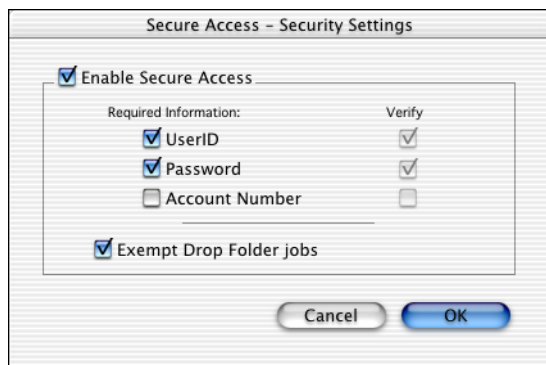 Secure Access – Security Settings
Enable Secure Access
Required Information: Verify
UserID
Password
Account Number
Exempt Drop Folder jobs
Cancel OK